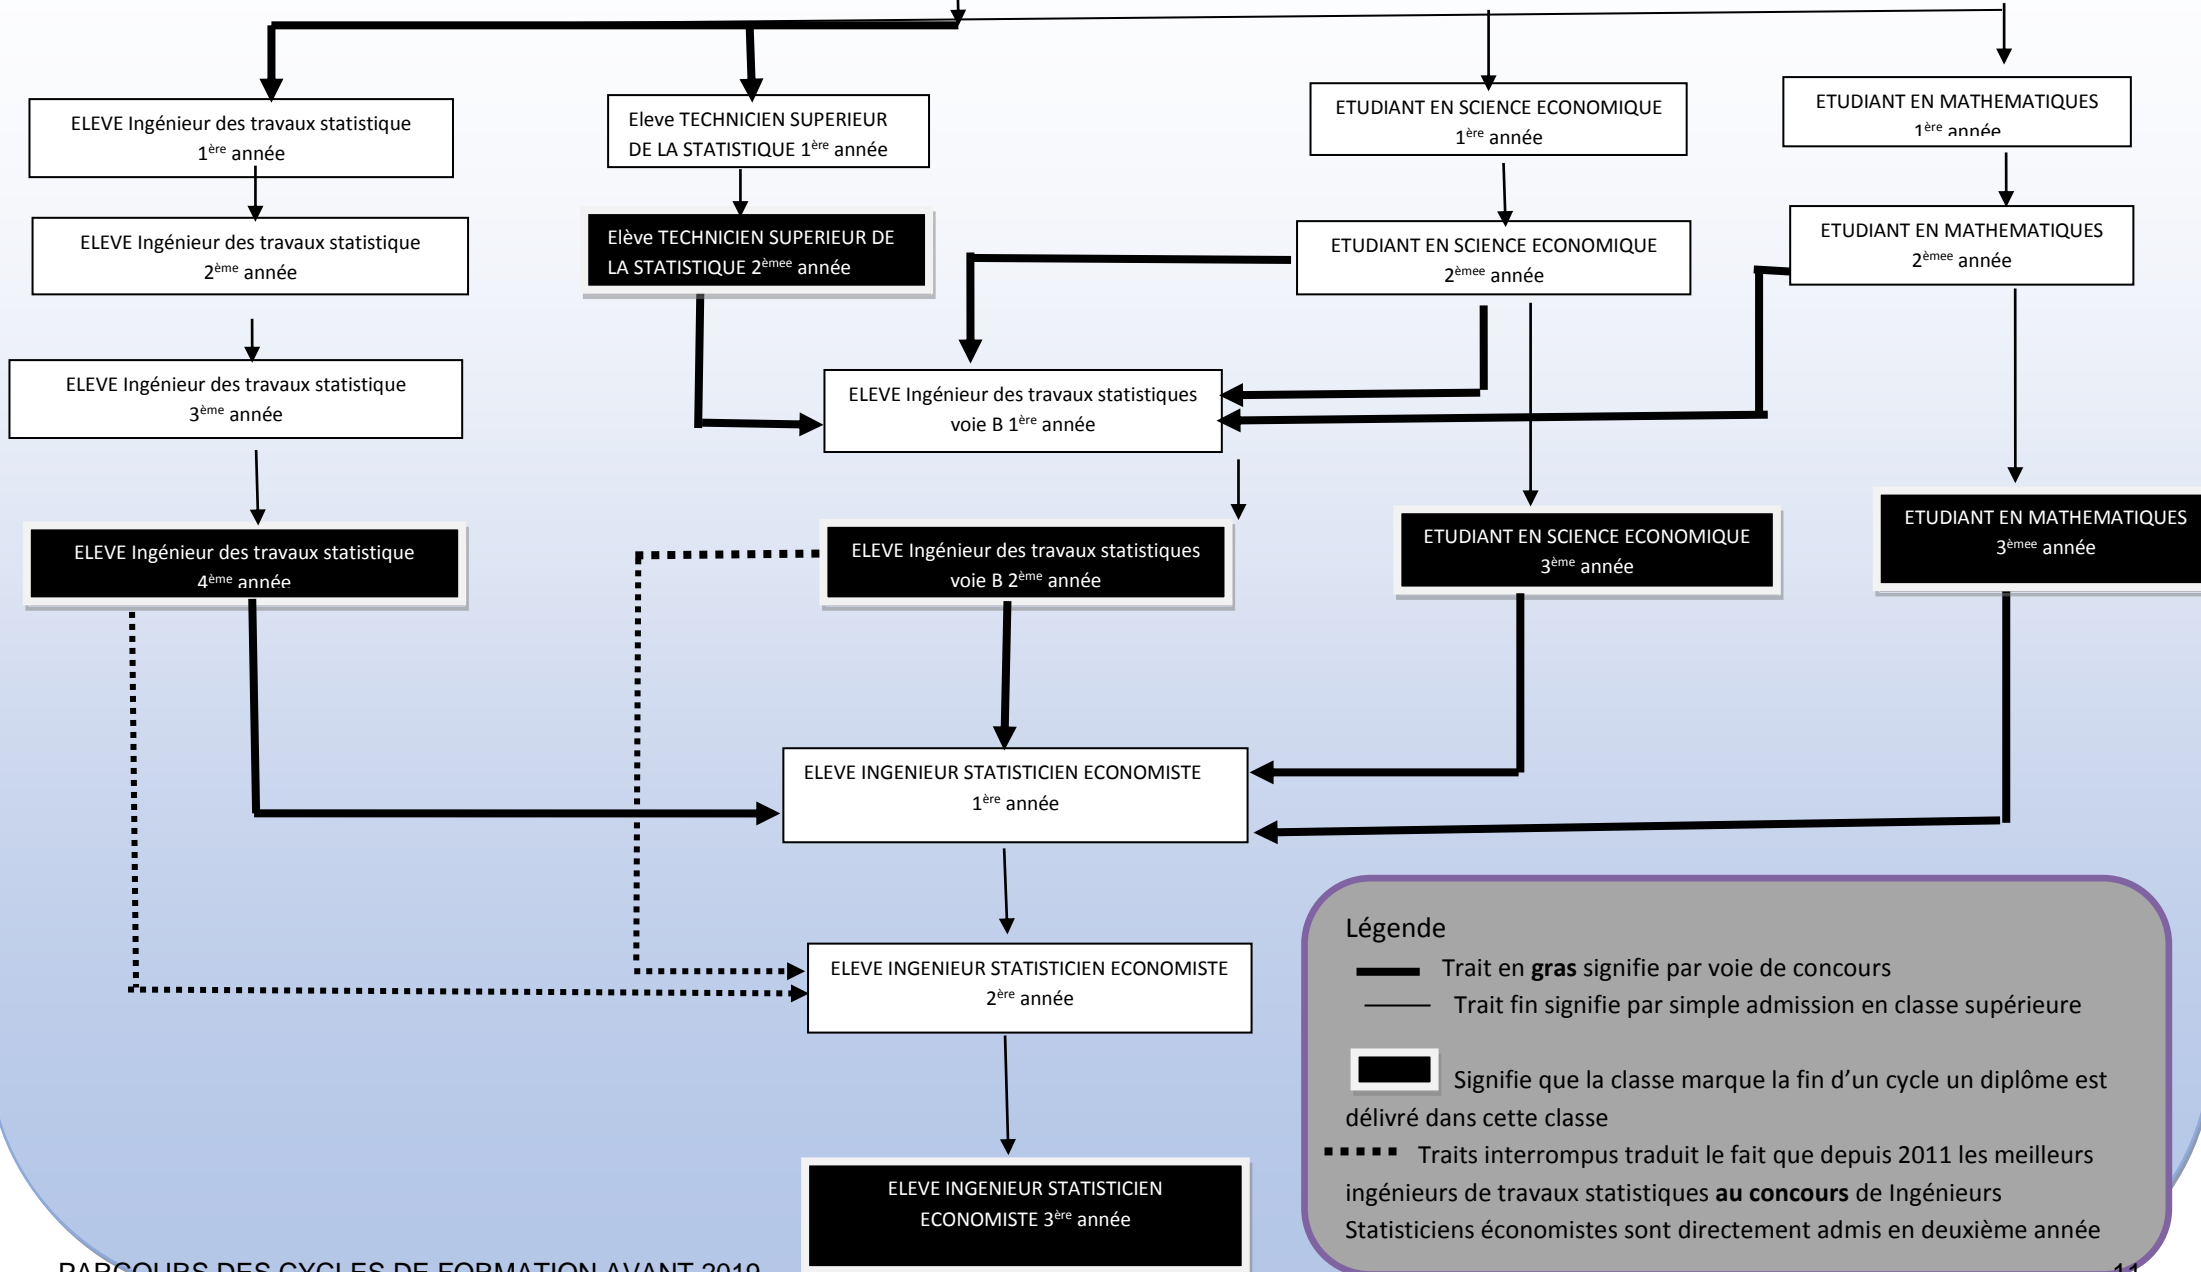 ELEVE Ingénieur des travaux statistique
1ère année
Eleve TECHNICIEN SUPERIEUR
DE LA STATISTIQUE 1ère année
ETUDIANT EN SCIENCE ECONOMIQUE
1ère année
ETUDIANT EN MATHEMATIQUES
1ère année
ELEVE Ingénieur des travaux statistique
2ème année
Elève TECHNICIEN SUPERIEUR DE
LA STATISTIQUE 2èmee année
ETUDIANT EN SCIENCE ECONOMIQUE
2èmee année
ETUDIANT EN MATHEMATIQUES
2èmee année
ELEVE Ingénieur des travaux statistique
3ème année
ELEVE Ingénieur des travaux statistiques
voie B 1ère année
ELEVE Ingénieur des travaux statistique
4ème année
ELEVE Ingénieur des travaux statistiques
voie B 2ème année
ETUDIANT EN SCIENCE ECONOMIQUE
3ème année
ETUDIANT EN MATHEMATIQUES
3èmee année
ELEVE INGENIEUR STATISTICIEN ECONOMISTE
1ère année
ELEVE INGENIEUR STATISTICIEN ECONOMISTE
2ère année
ELEVE INGENIEUR STATISTICIEN
ECONOMISTE 3ère année
Légende
Trait en gras signifie par voie de concours
Trait fin signifie par simple admission en classe supérieure
Signifie que la classe marque la fin d’un cycle un diplôme est
délivré dans cette classe
Traits interrompus traduit le fait que depuis 2011 les meilleurs
ingénieurs de travaux statistiques au concours de Ingénieurs
Statisticiens économistes sont directement admis en deuxième année
PARCOURS DES CYCLES DE FORMATION AVANT 2019
11